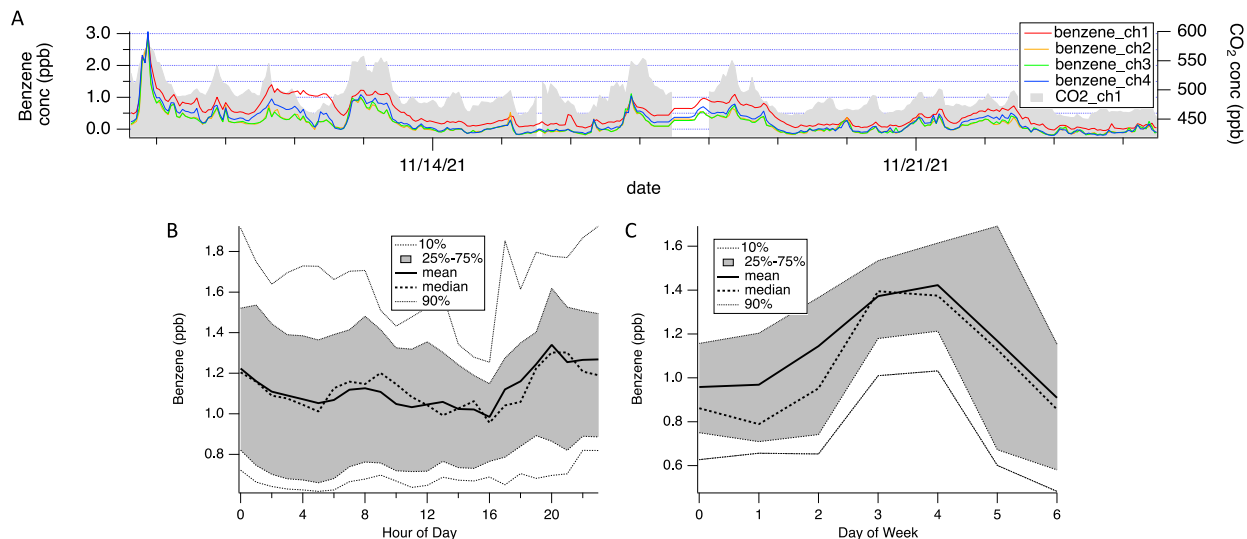 A
Benzene
conc (ppb)
3.0
2.0
1.0
0.0
benzene_ch1
benzene_ch2
benzene_ch3
benzene_ch4
CO2_ch1
600
550
500
450
CO₂ conc (ppb)
11/14/21
11/21/21
date
B
Benzene (ppb)
1.8
1.6
1.4
1.2
1.0
0.8
10%
25%-75%
mean
median
90%
0 4 8 12 16 20
Hour of Day
C
Benzene (ppb)
1.6
1.4
1.2
1.0
0.8
0.6
10%
25%-75%
mean
median
90%
0 1 2 3 4 5 6
Day of Week